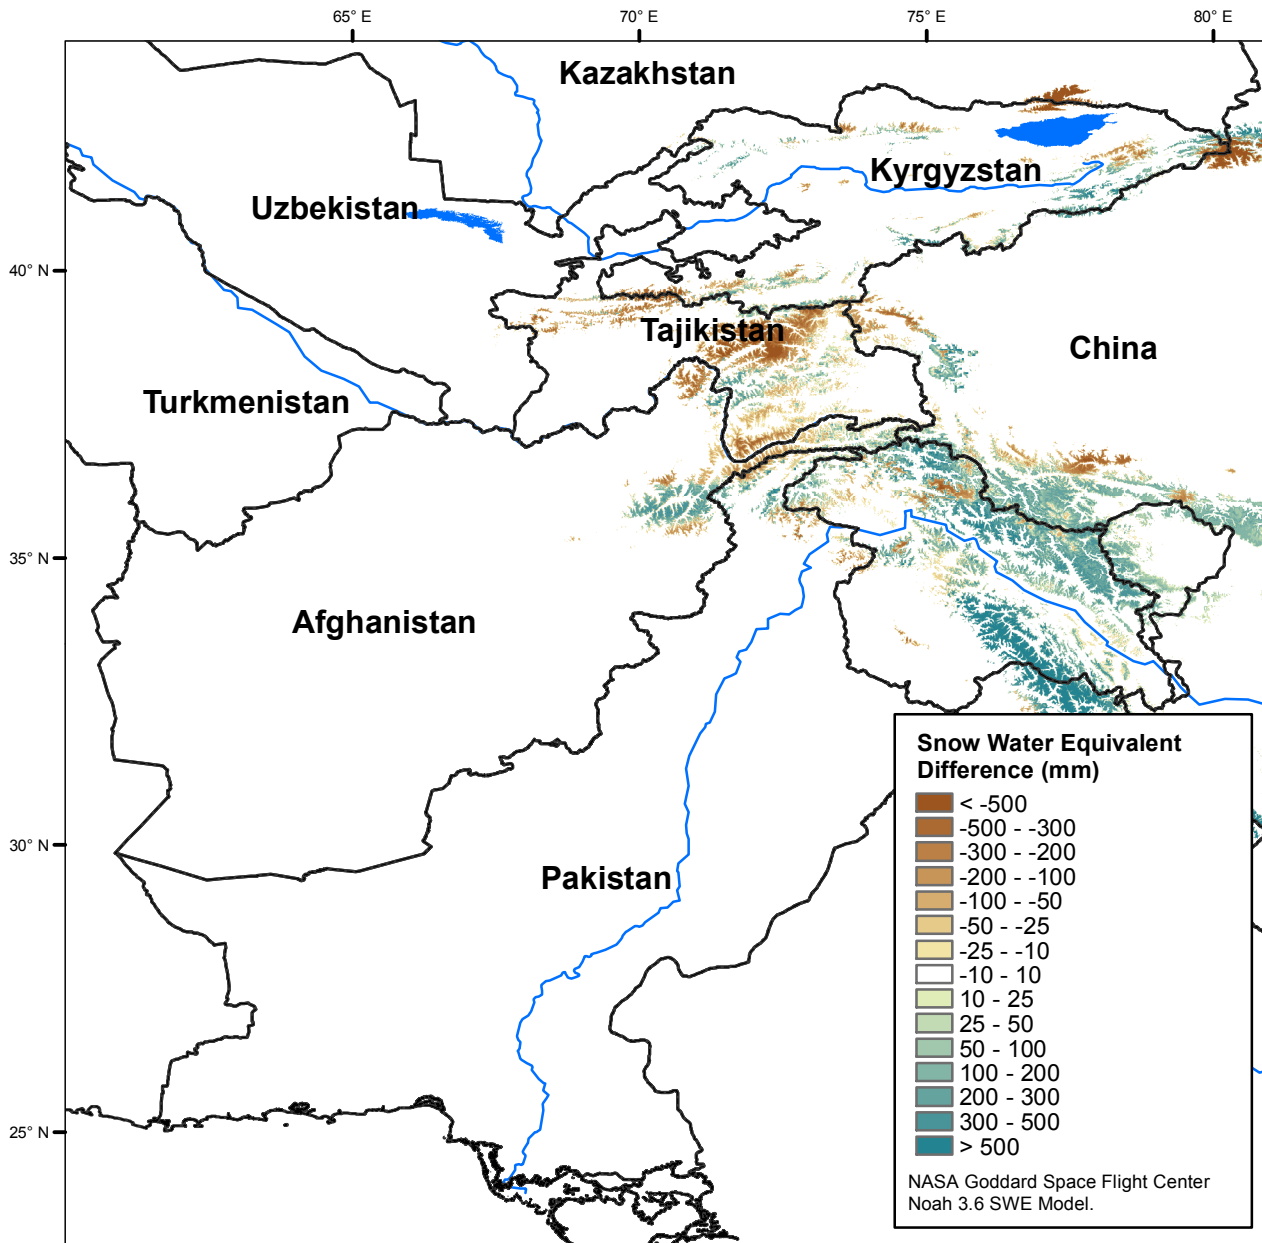 65° E
70° E
75° E
80° E
Kazakhstan
Kyrgyzstan
Uzbekistan
40° N
Tajikistan
China
Turkmenistan
35° N
Afghanistan
30° N
Pakistan
25° N
Snow Water Equivalent
Difference (mm)
< -500
-500 - -300
-300 - -200
-200 - -100
-100 - -50
-50 - -25
-25 - -10
-10 - 10
10 - 25
25 - 50
50 - 100
100 - 200
200 - 300
300 - 500
> 500
NASA Goddard Space Flight Center
Noah 3.6 SWE Model.